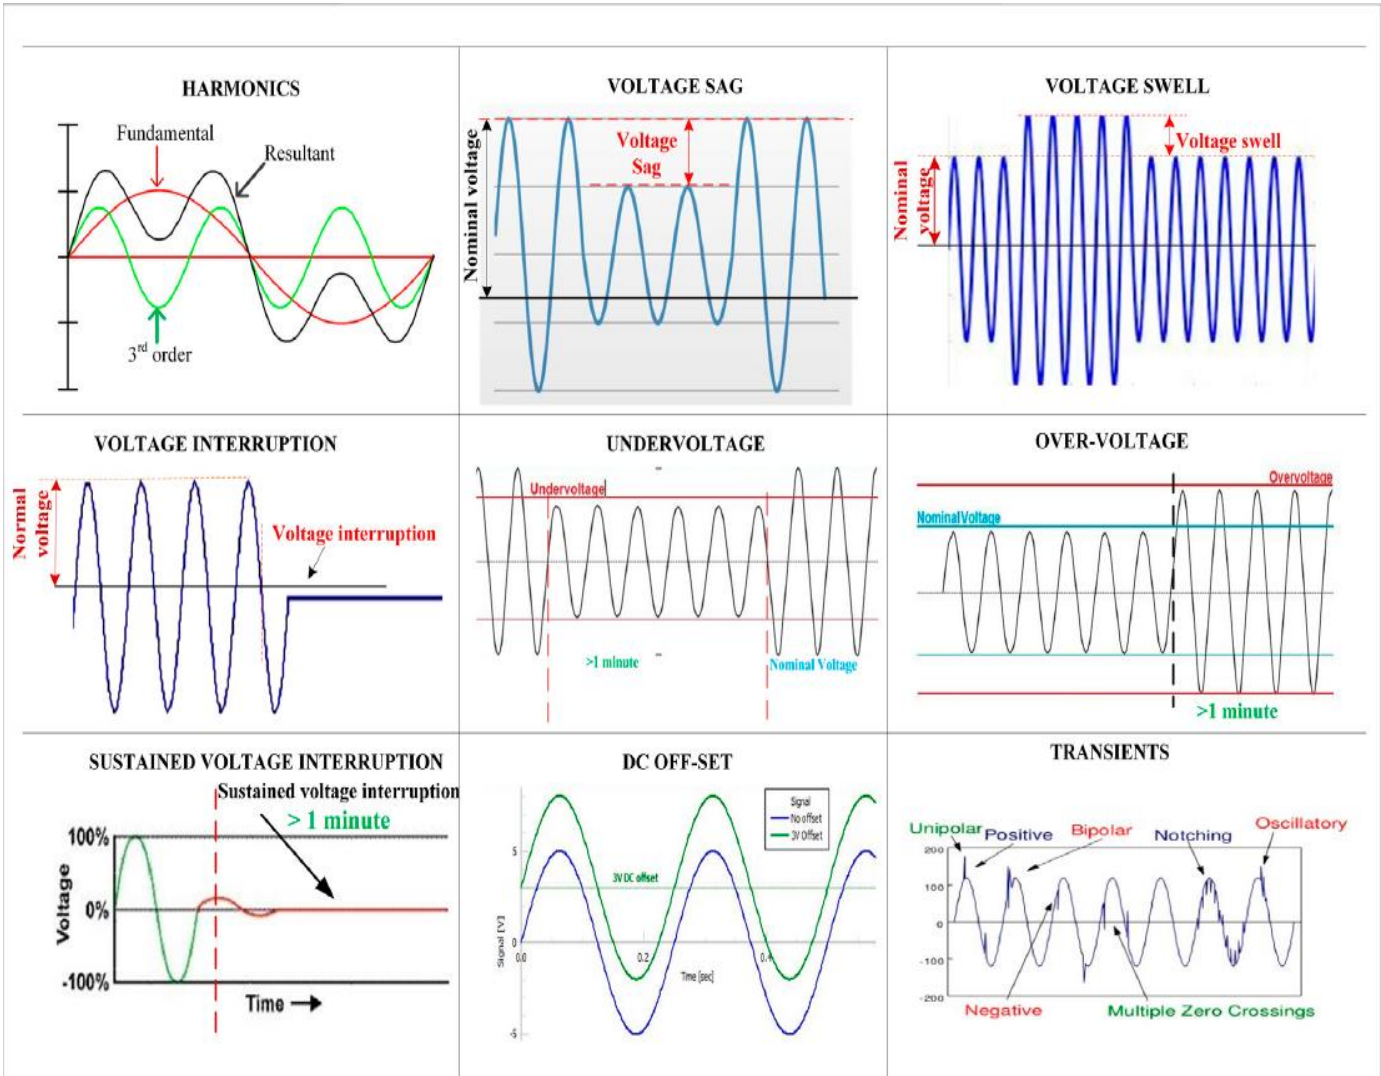 HARMONICS
Fundamental
Resultant
3rd order
VOLTAGE SAG
Nominal voltage
Voltage
Sag
VOLTAGE SWELL
Nominal
voltage
Voltage swell
VOLTAGE INTERRUPTION
Normal
voltage
Voltage interruption
UNDERVOLTAGE
Undervoltage
>1 minute
Nominal Voltage
OVER-VOLTAGE
Overvoltage
Nominal Voltage
>1 minute
SUSTAINED VOLTAGE INTERRUPTION
Sustained voltage interruption
> 1 minute
100%
0%
-100%
Voltage
Time
DC OFF-SET
Signal
No offset
3V Offset
3V DC offset
5
0
-5
Signal [V]
0.0
0.2
0.4
Time [sec]
TRANSIENTS
Unipolar
Positive
Bipolar
Notching
Oscillatory
200
100
0
-100
-200
Negative
Multiple Zero Crossings